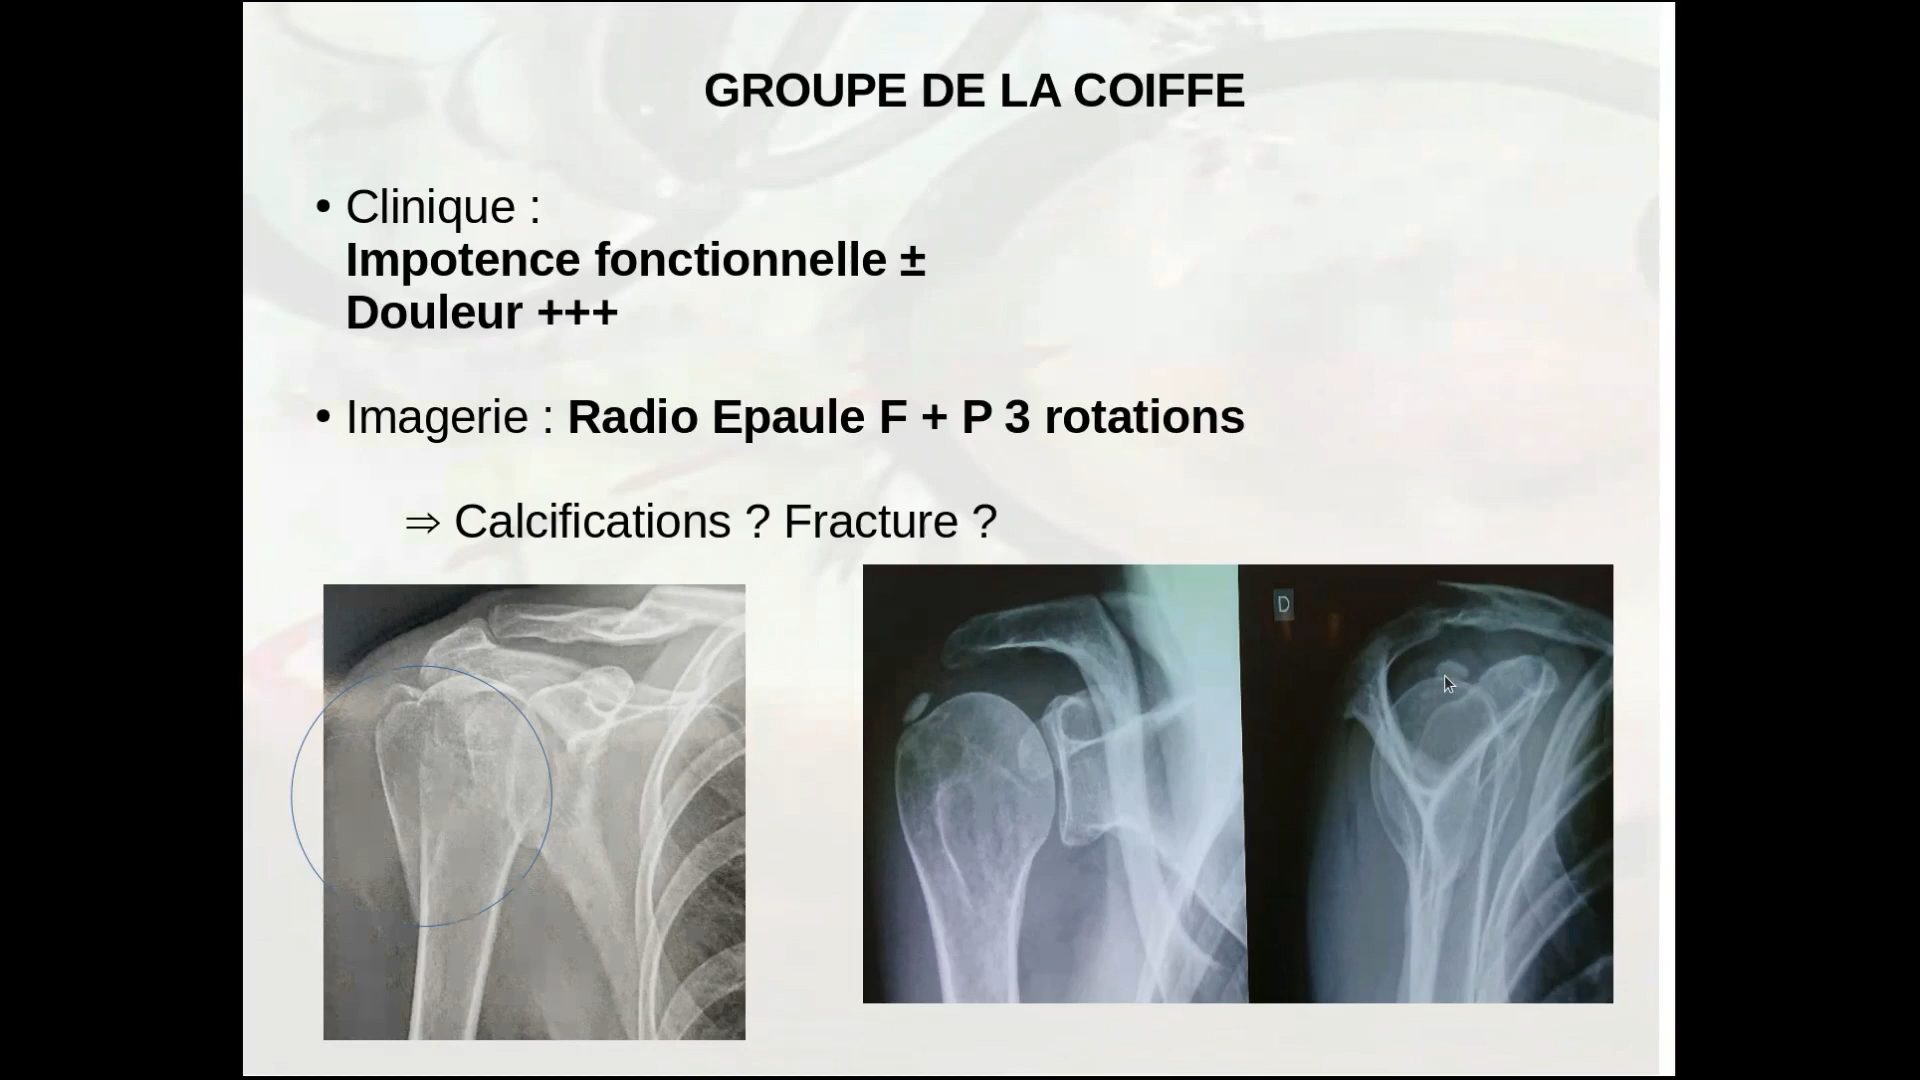 GROUPE DE LA COIFFE
• Clinique :
Impotence fonctionnelle ±
Douleur +++
• Imagerie : Radio Epaule F + P 3 rotations
⇒ Calcifications ? Fracture ?
D